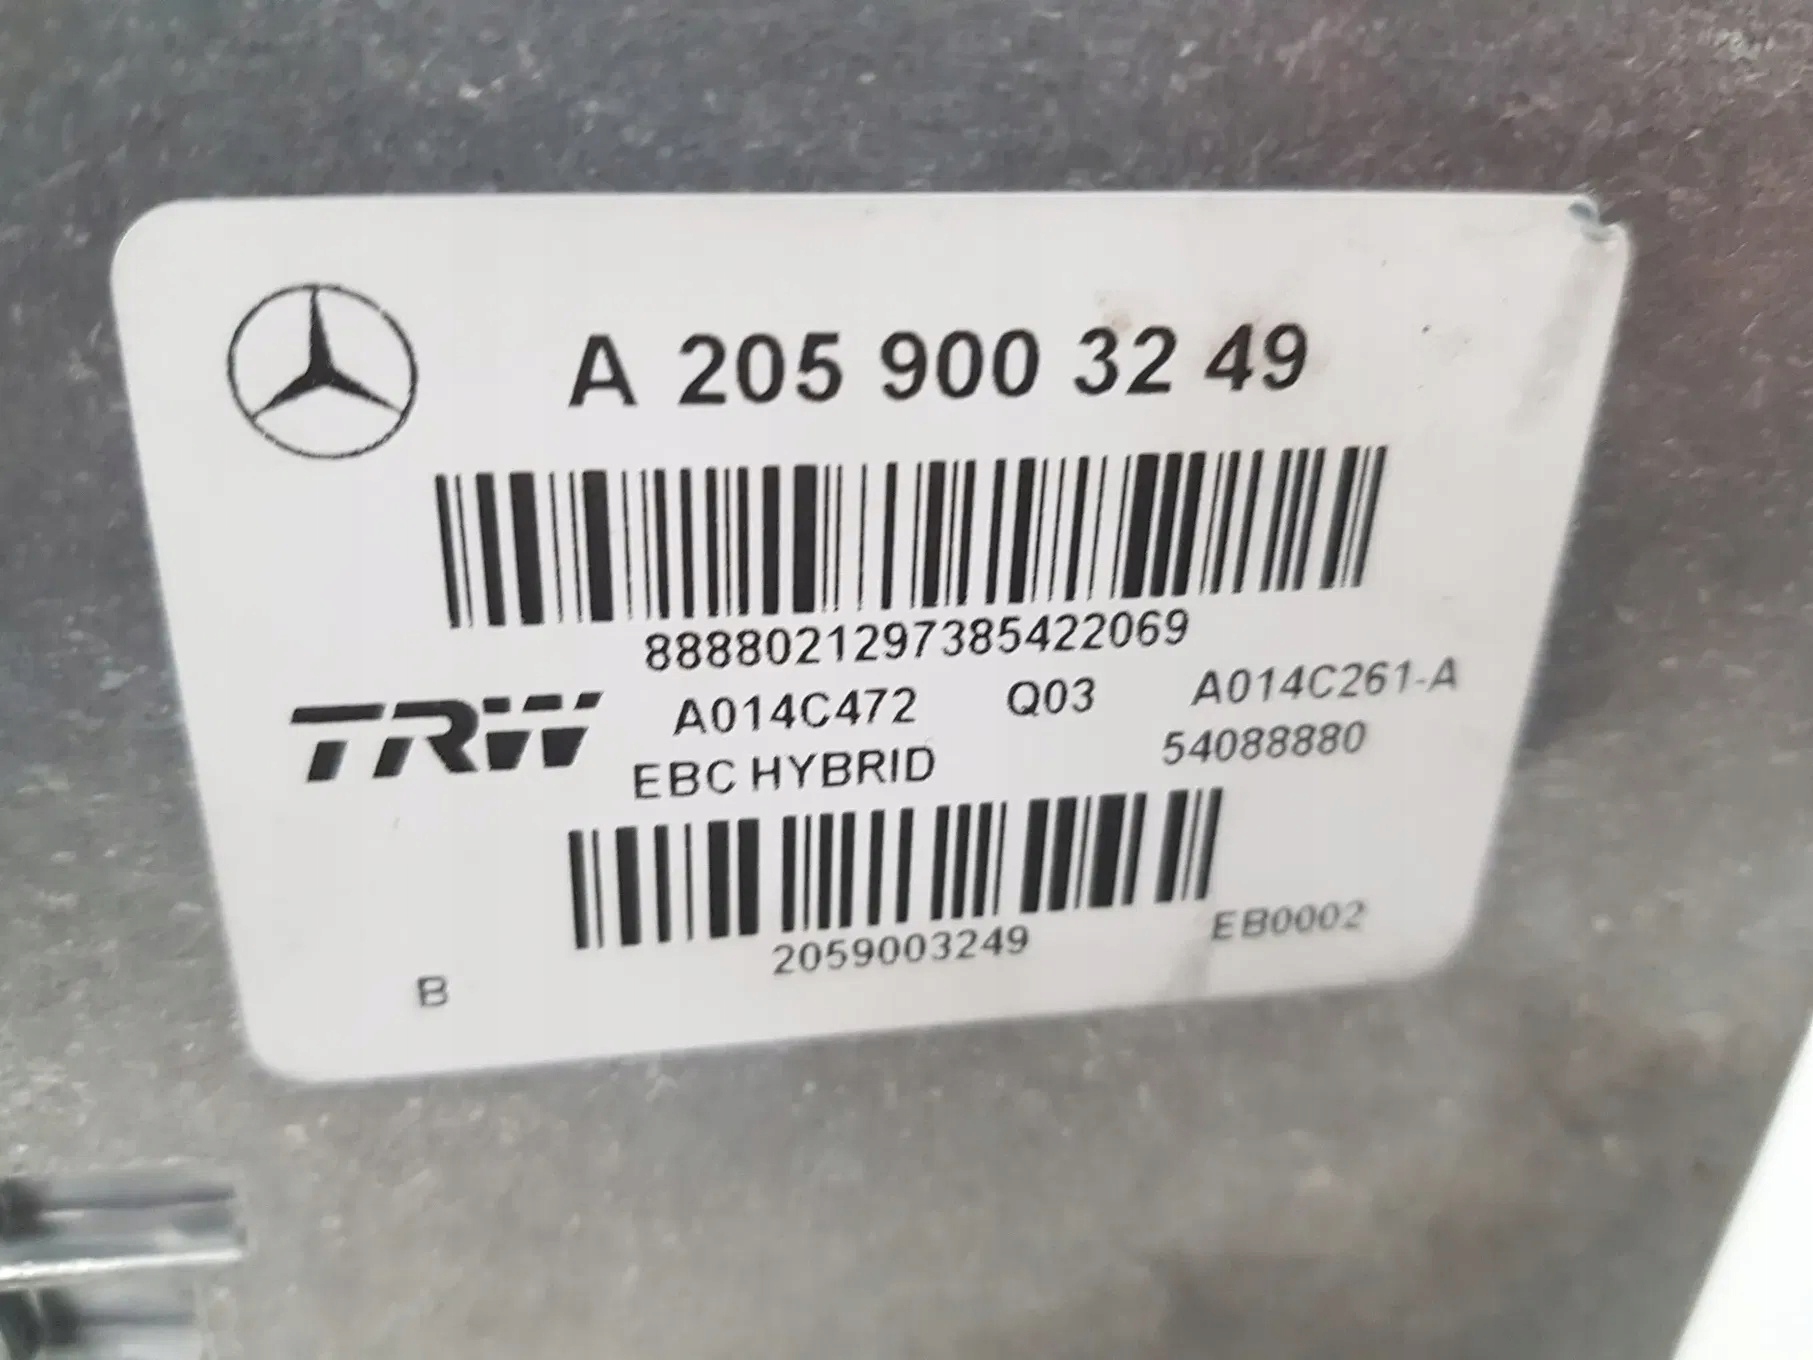 A 205 900 32 49
8888021297385422069
TRW A014C472 Q03 A014C261-A
EBC HYBRID 54088880
2059003249
EB0002
B